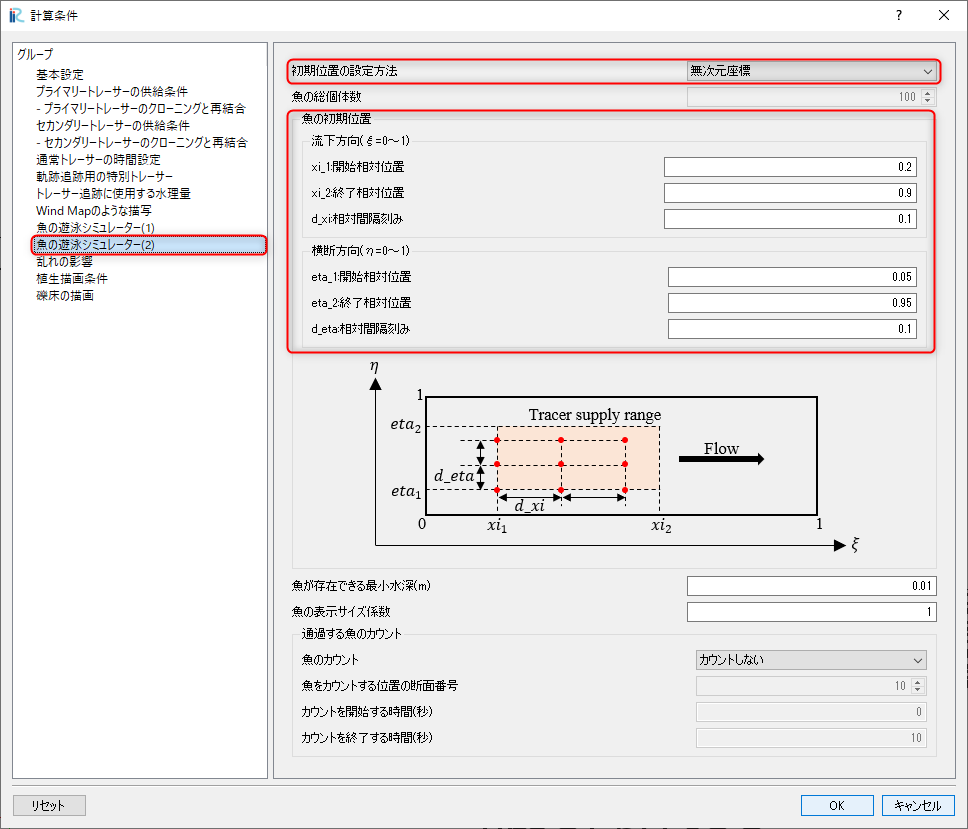 計算条件
?
グループ
基本設定
プライマリートレーサーの供給条件
- プライマリートレーサーのクローニングと再結合
セカンダリートレーサーの供給条件
- セカンダリートレーサーのクローニングと再結合
通常トレーサーの時間設定
軌跡追跡用の特別トレーサー
トレーサー追跡に使用する水理量
Wind Mapのような描写
魚の遊泳シミュレーター(1)
魚の遊泳シミュレーター(2)
乱れの影響
植生描画条件
礫床の描画
初期位置の設定方法 無次元座標
魚の総個体数 100
魚の初期位置
流下方向(ξ=0～1)
xi_1:開始相対位置 0.2
xi_2:終了相対位置 0.9
d_xi:相対間隔刻み 0.1
横断方向(η=0～1)
eta_1:開始相対位置 0.05
eta_2:終了相対位置 0.95
d_eta:相対間隔刻み 0.1
η
1
Tracer supply range
eta₂
Flow
d_eta
eta₁
d_xi
0 xi₁ xi₂ 1
ξ
魚が存在できる最小水深(m) 0.01
魚の表示サイズ係数 1
通過する魚のカウント
魚のカウント カウントしない
魚をカウントする位置の断面番号 10
カウントを開始する時間(秒) 0
カウントを終了する時間(秒) 10
リセット OK キャンセル